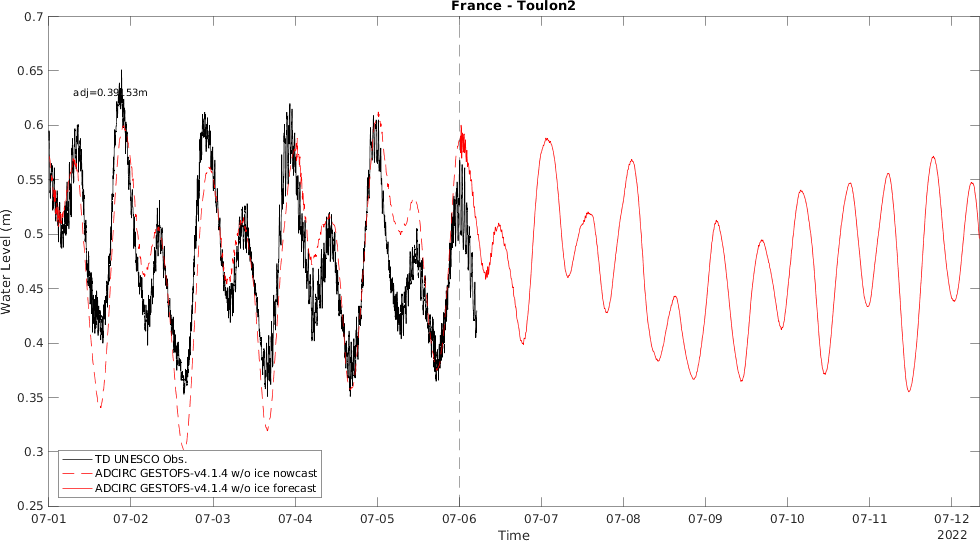 France - Toulon2
0.7
0.65
0.6
0.55
0.5
0.45
0.4
0.35
0.3
0.25
Water Level (m)
TD UNESCO Obs.
ADCIRC GESTOFS-v4.1.4 w/o ice nowcast
ADCIRC GESTOFS-v4.1.4 w/o ice forecast
07-01 07-02 07-03 07-04 07-05 07-06 07-07 07-08 07-09 07-10 07-11 07-12
Time
2022